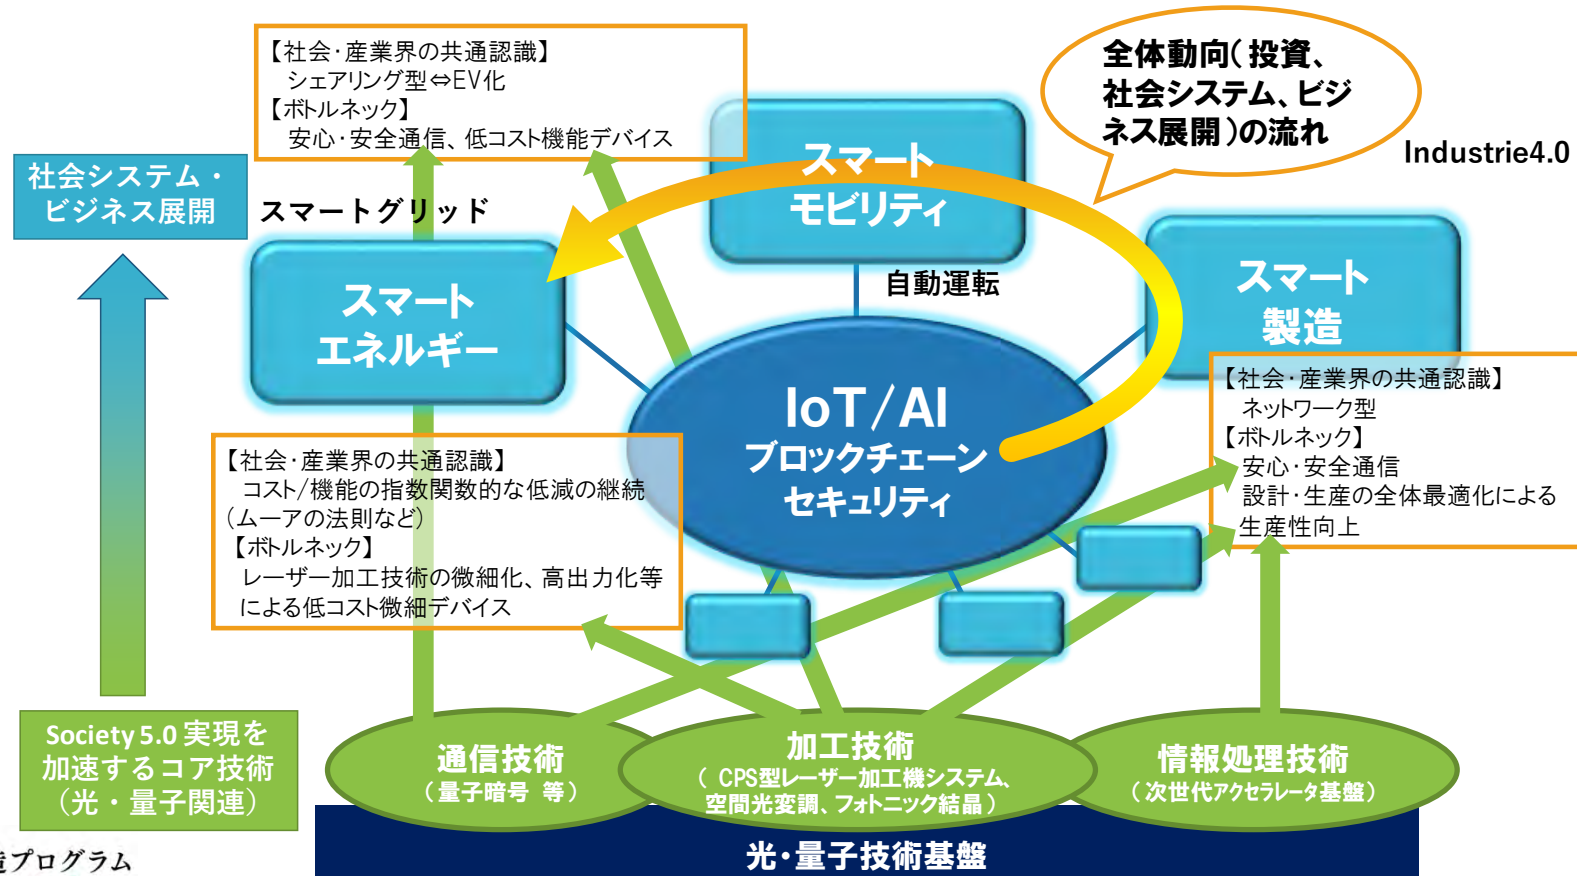 【社会・産業界の共通認識】
シェアリング型⇔EV化
【ボトルネック】
安心・安全通信、低コスト機能デバイス
全体動向(投資、
社会システム、ビジ
ネス展開)の流れ
Industrie4.0
社会システム・
ビジネス展開
スマートグリッド
スマート
モビリティ
自動運転
スマート
エネルギー
スマート
製造
IoT/AI
ブロックチェーン
セキュリティ
【社会・産業界の共通認識】
ネットワーク型
【ボトルネック】
安心・安全通信
設計・生産の全体最適化による
生産性向上
【社会・産業界の共通認識】
コスト/機能の指数関数的な低減の継続
(ムーアの法則など)
【ボトルネック】
レーザー加工技術の微細化、高出力化等
による低コスト微細デバイス
Society 5.0 実現を
加速するコア技術
(光・量子関連)
通信技術
(量子暗号 等)
加工技術
( CPS型レーザー加工機システム、
空間光変調、フォトニック結晶)
情報処理技術
(次世代アクセラレータ基盤)
光・量子技術基盤
プログラム